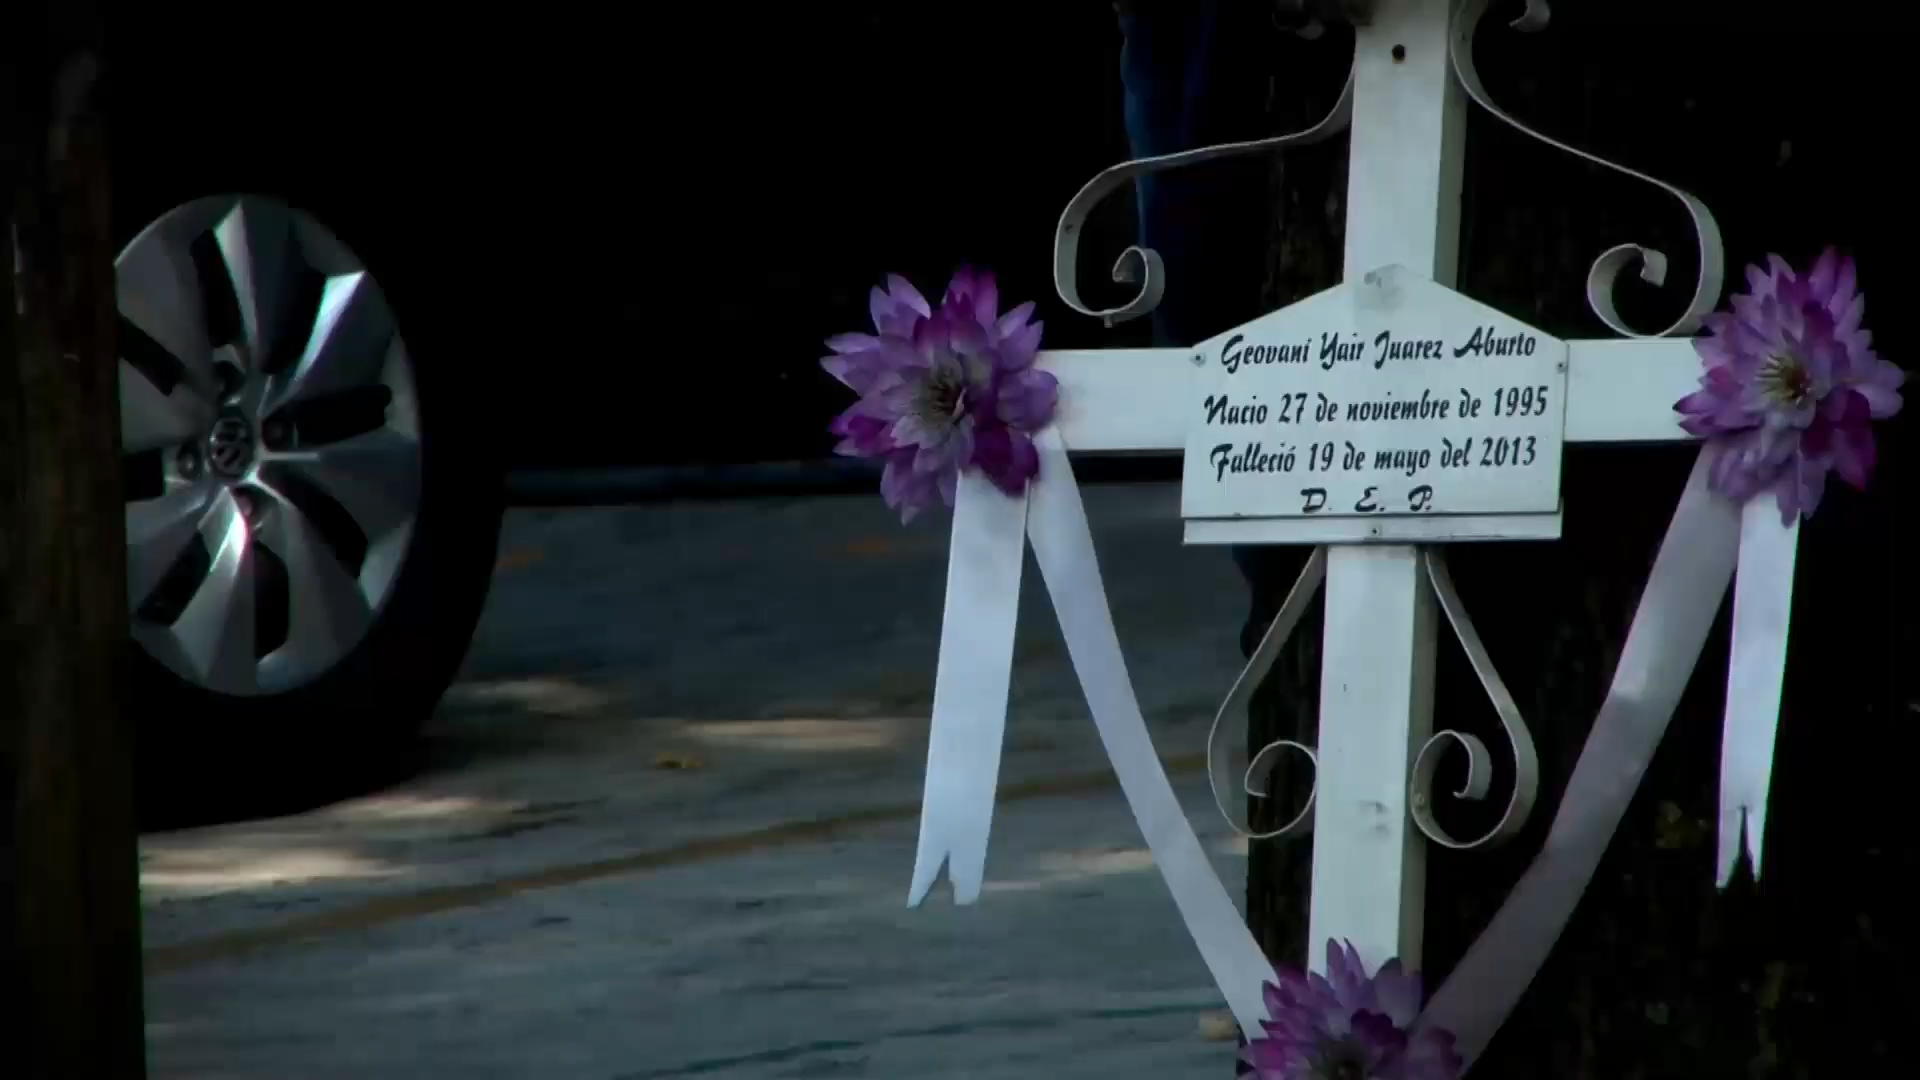 Geovani Yair Juarez Aburto
Nacio 27 de noviembre de 1995
Falleció 19 de mayo del 2013
D. E. P.